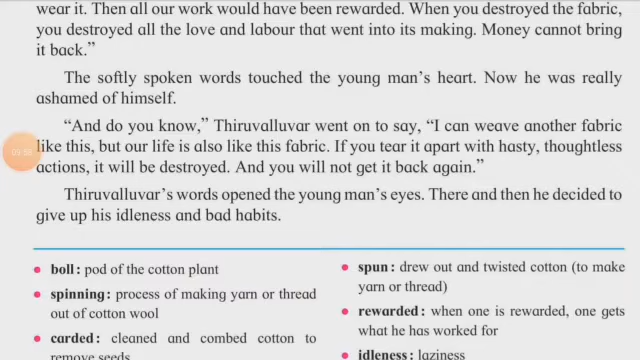 wear it. Then all our work would have been rewarded. When you destroyed the fabric,
you destroyed all the love and labour that went into its making. Money cannot bring
it back.”
The softly spoken words touched the young man’s heart. Now he was really
ashamed of himself.
“And do you know,” Thiruvalluvar went on to say, “I can weave another fabric
like this, but our life is also like this fabric. If you tear it apart with hasty, thoughtless
actions, it will be destroyed. And you will not get it back again.”
Thiruvalluvar’s words opened the young man’s eyes. There and then he decided to
give up his idleness and bad habits.
boll : pod of the cotton plant
spinning : process of making yarn or thread
out of cotton wool
carded : cleaned and combed cotton to
remove seeds
spun : drew out and twisted cotton (to make
yarn or thread)
rewarded : when one is rewarded, one gets
what he has worked for
idleness : laziness